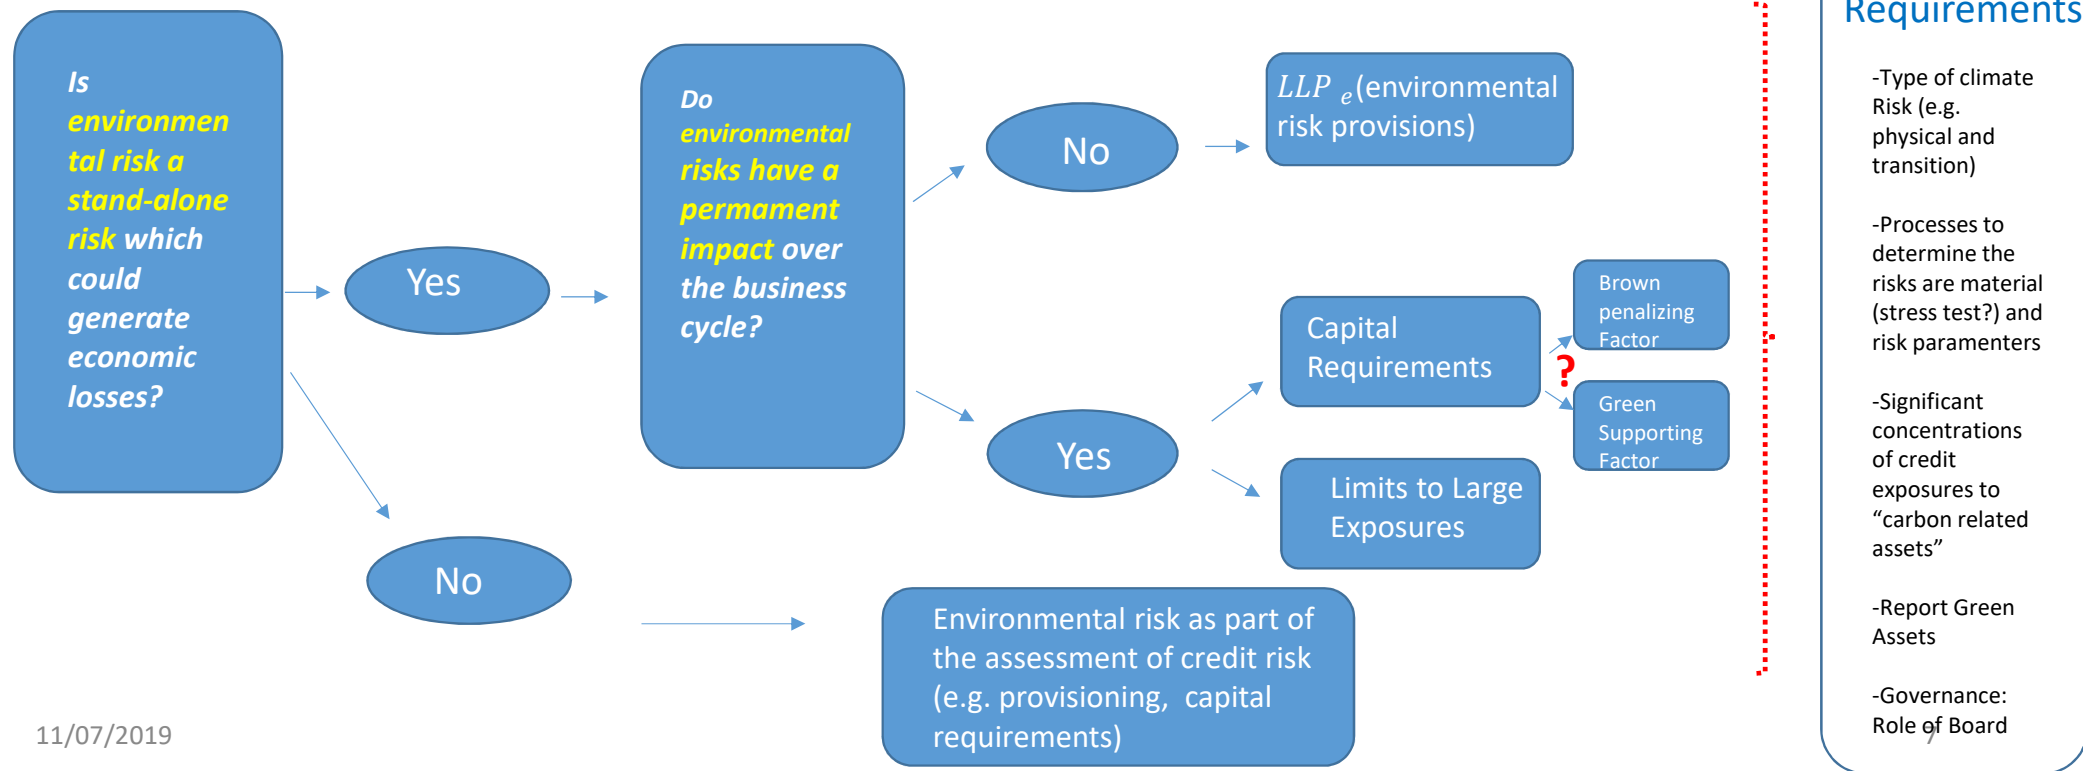 Is
environmen
tal risk a
stand-alone
risk which
could
generate
economic
losses?
Yes
No
Do
environmental
risks have a
permament
impact over
the business
cycle?
No
LLP e (environmental
risk provisions)
Yes
Capital
Requirements
?
Brown
penalizing
Factor
Green
Supporting
Factor
Limits to Large
Exposures
Environmental risk as part of
the assessment of credit risk
(e.g. provisioning, capital
requirements)
Requirements
-Type of climate
Risk (e.g.
physical and
transition)
-Processes to
determine the
risks are material
(stress test?) and
risk paramenters
-Significant
concentrations
of credit
exposures to
“carbon related
assets”
-Report Green
Assets
-Governance:
Role of Board
11/07/2019
7